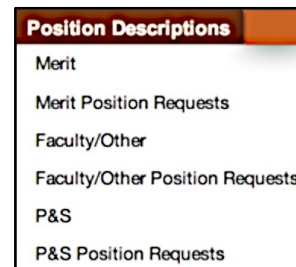 Position Descriptions
Merit
Merit Position Requests
Faculty/Other
Faculty/Other Position Requests
P&S
P&S Position Requests